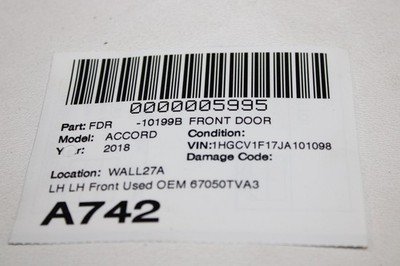 0000005995
Part: FDR -10199B FRONT DOOR
Model: ACCORD Condition:
Y r: 2018 VIN:1HGCV1F17JA101098
Damage Code:
Location: WALL27A
LH LH Front Used OEM 67050TVA3
A742